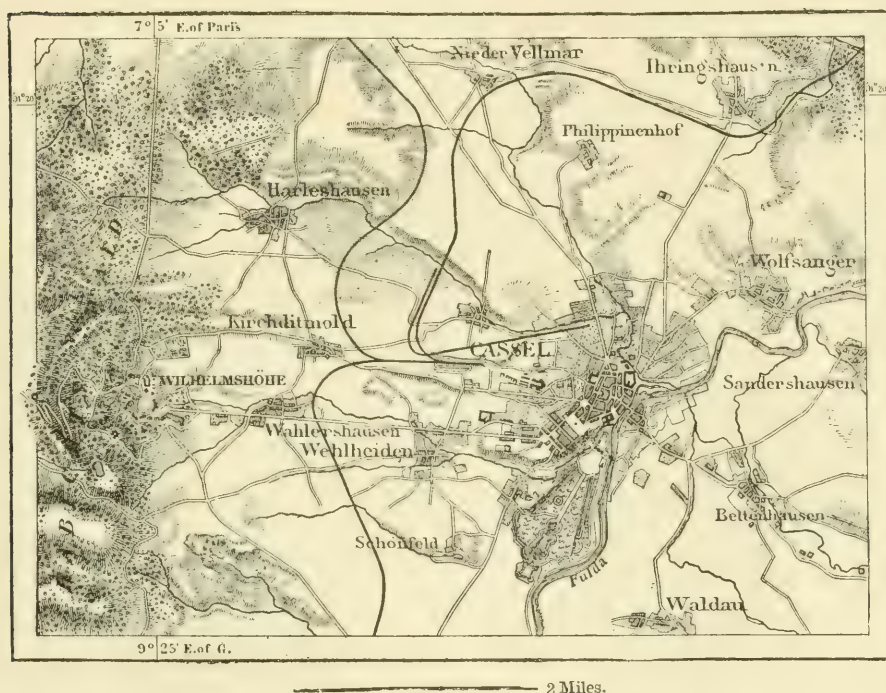 7° 5' E. of Paris
Nieder Vellmar
Ihringshausen
Philippinenhof
Harleshausen
Wolfsanger
Kirchditmold
CASSEL
WILHELMSHÖHE
Sandershausen
Wahlershausen
Wehlheiden
Bettenhausen
Schönfeld
Fulda
Waldau
9° 25' E. of G.
2 Miles.